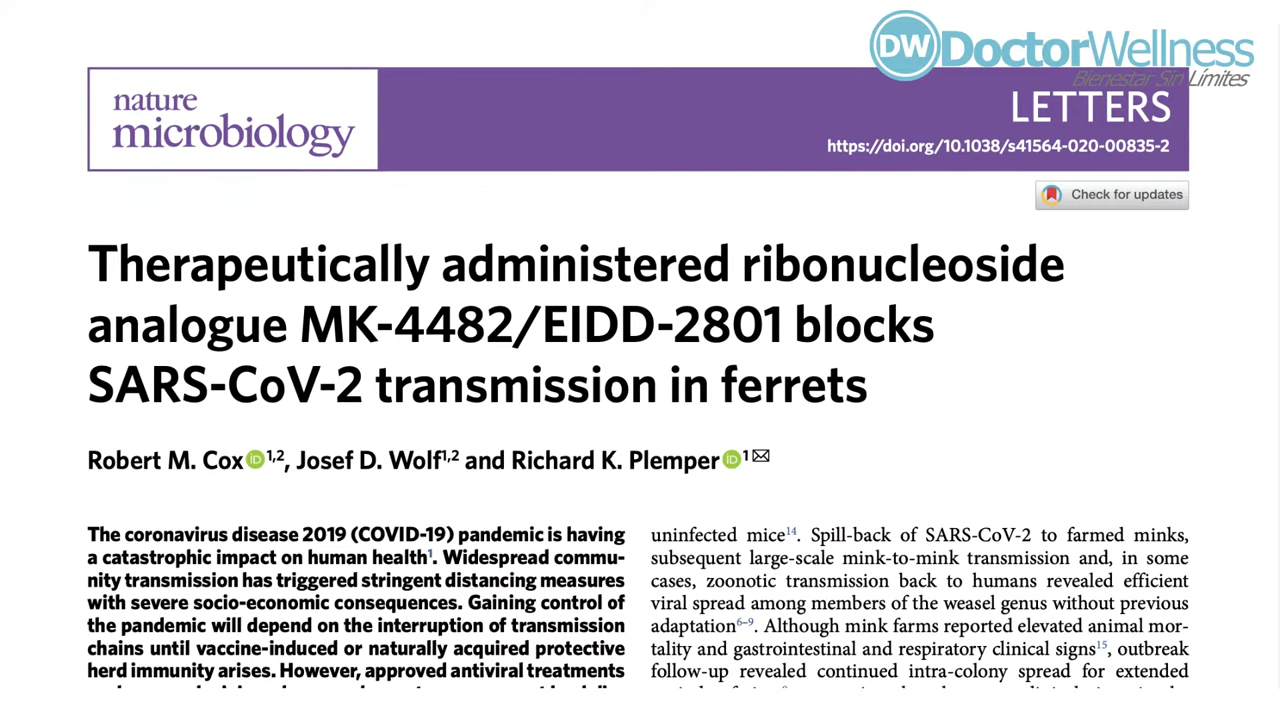 DW DoctorWellness
Bienestar Sin Límites
nature
microbiology
LETTERS
https://doi.org/10.1038/s41564-020-00835-2
Check for updates
Therapeutically administered ribonucleoside
analogue MK-4482/EIDD-2801 blocks
SARS-CoV-2 transmission in ferrets
Robert M. Cox iD 1,2, Josef D. Wolf1,2 and Richard K. Plemper iD 1
The coronavirus disease 2019 (COVID-19) pandemic is having
a catastrophic impact on human health1. Widespread commu-
nity transmission has triggered stringent distancing measures
with severe socio-economic consequences. Gaining control of
the pandemic will depend on the interruption of transmission
chains until vaccine-induced or naturally acquired protective
herd immunity arises. However, approved antiviral treatments
uninfected mice14. Spill-back of SARS-CoV-2 to farmed minks,
subsequent large-scale mink-to-mink transmission and, in some
cases, zoonotic transmission back to humans revealed efficient
viral spread among members of the weasel genus without previous
adaptation6–9. Although mink farms reported elevated animal mor-
tality and gastrointestinal and respiratory clinical signs15, outbreak
follow-up revealed continued intra-colony spread for extended